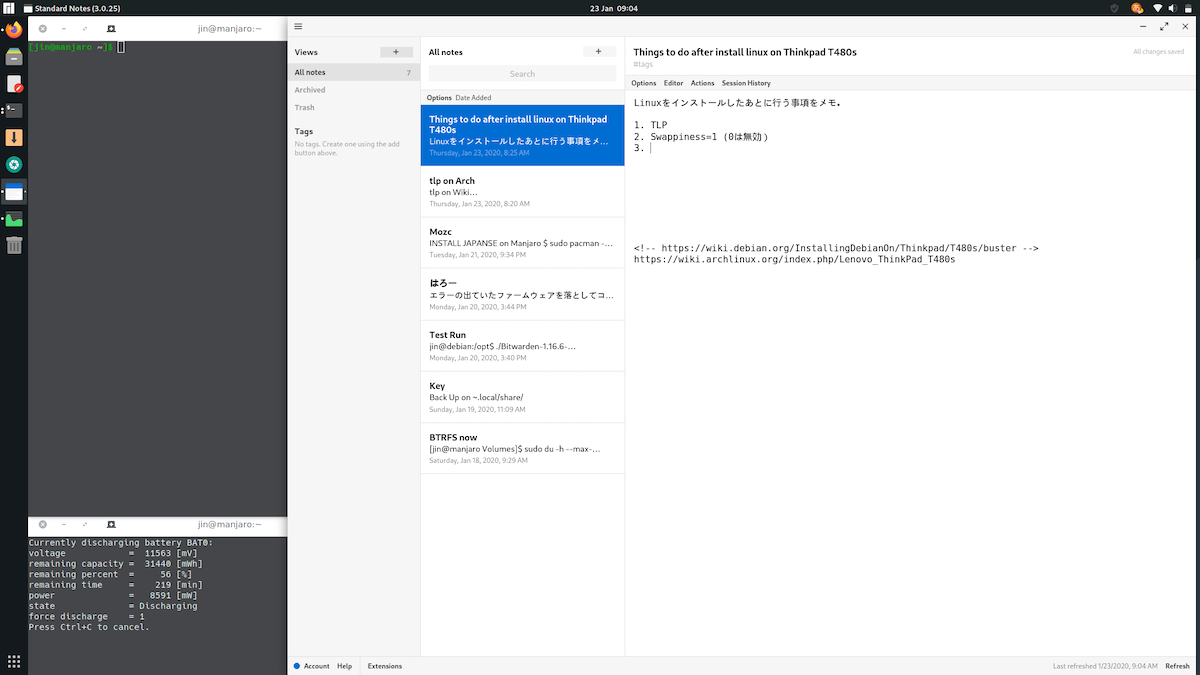 Standard Notes (3.0.25)
23 Jan 09:04
jin@manjaro:~
[jin@manjaro ~]$
jin@manjaro:~
Currently discharging battery BAT0:
voltage = 11563 [mV]
remaining capacity = 31440 [mWh]
remaining percent = 56 [%]
remaining time = 219 [min]
power = 8591 [mW]
state = Discharging
force discharge = 1
Press Ctrl+C to cancel.
Views
+
All notes 7
Archived
Trash
Tags
No tags. Create one using the add
button above.
All notes
+
Search
Options Date Added
Things to do after install linux on Thinkpad
T480s
Linuxをインストールしたあとに行う事項をメ...
Thursday, Jan 23, 2020, 8:25 AM
tlp on Arch
tlp on Wiki...
Thursday, Jan 23, 2020, 8:20 AM
Mozc
INSTALL JAPANSE on Manjaro $ sudo pacman -...
Tuesday, Jan 21, 2020, 9:34 PM
はろー
エラーの出ていたファームウェアを落としてコ...
Monday, Jan 20, 2020, 3:44 PM
Test Run
jin@debian:/opt$ ./Bitwarden-1.16.6-...
Monday, Jan 20, 2020, 3:40 PM
Key
Back Up on ~.local/share/
Sunday, Jan 19, 2020, 11:09 AM
BTRFS now
[jin@manjaro Volumes]$ sudo du -h --max-...
Saturday, Jan 18, 2020, 9:29 AM
Things to do after install linux on Thinkpad T480s
All changes saved
#tags
Options Editor Actions Session History
Linuxをインストールしたあとに行う事項をメモ。
1. TLP
2. Swappiness=1 (0は無効)
3.
<!-- https://wiki.debian.org/InstallingDebianOn/Thinkpad/T480s/buster -->
https://wiki.archlinux.org/index.php/Lenovo_ThinkPad_T480s
Account Help Extensions
Last refreshed 1/23/2020, 9:04 AM Refresh